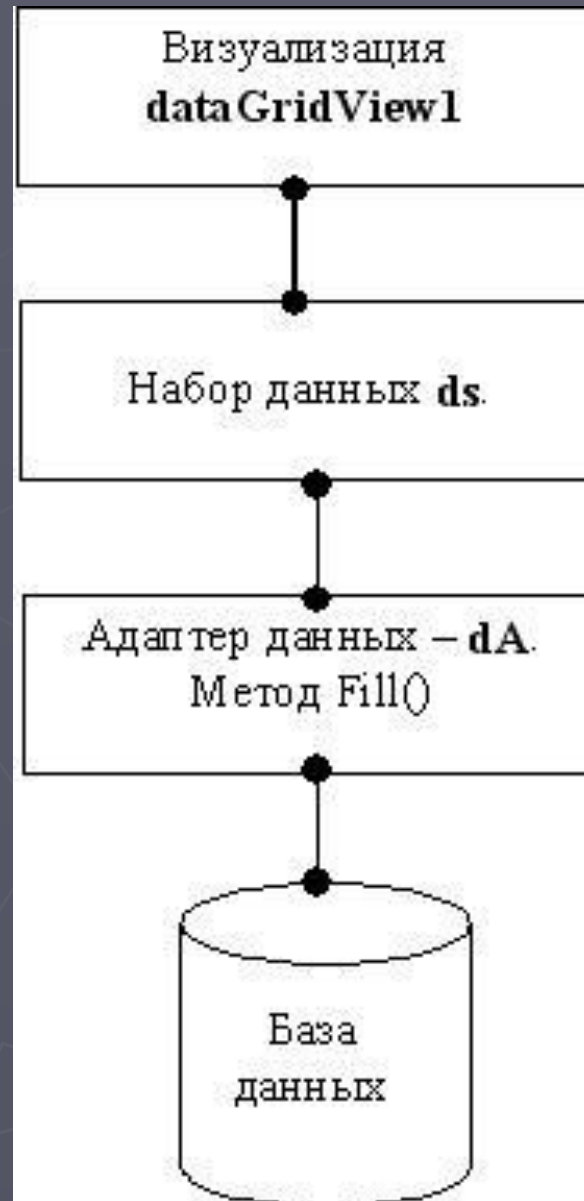 Визуализация
dataGridView1
Набор данных ds.
Адаптер данных – dA.
Метод Fill()
База
данных